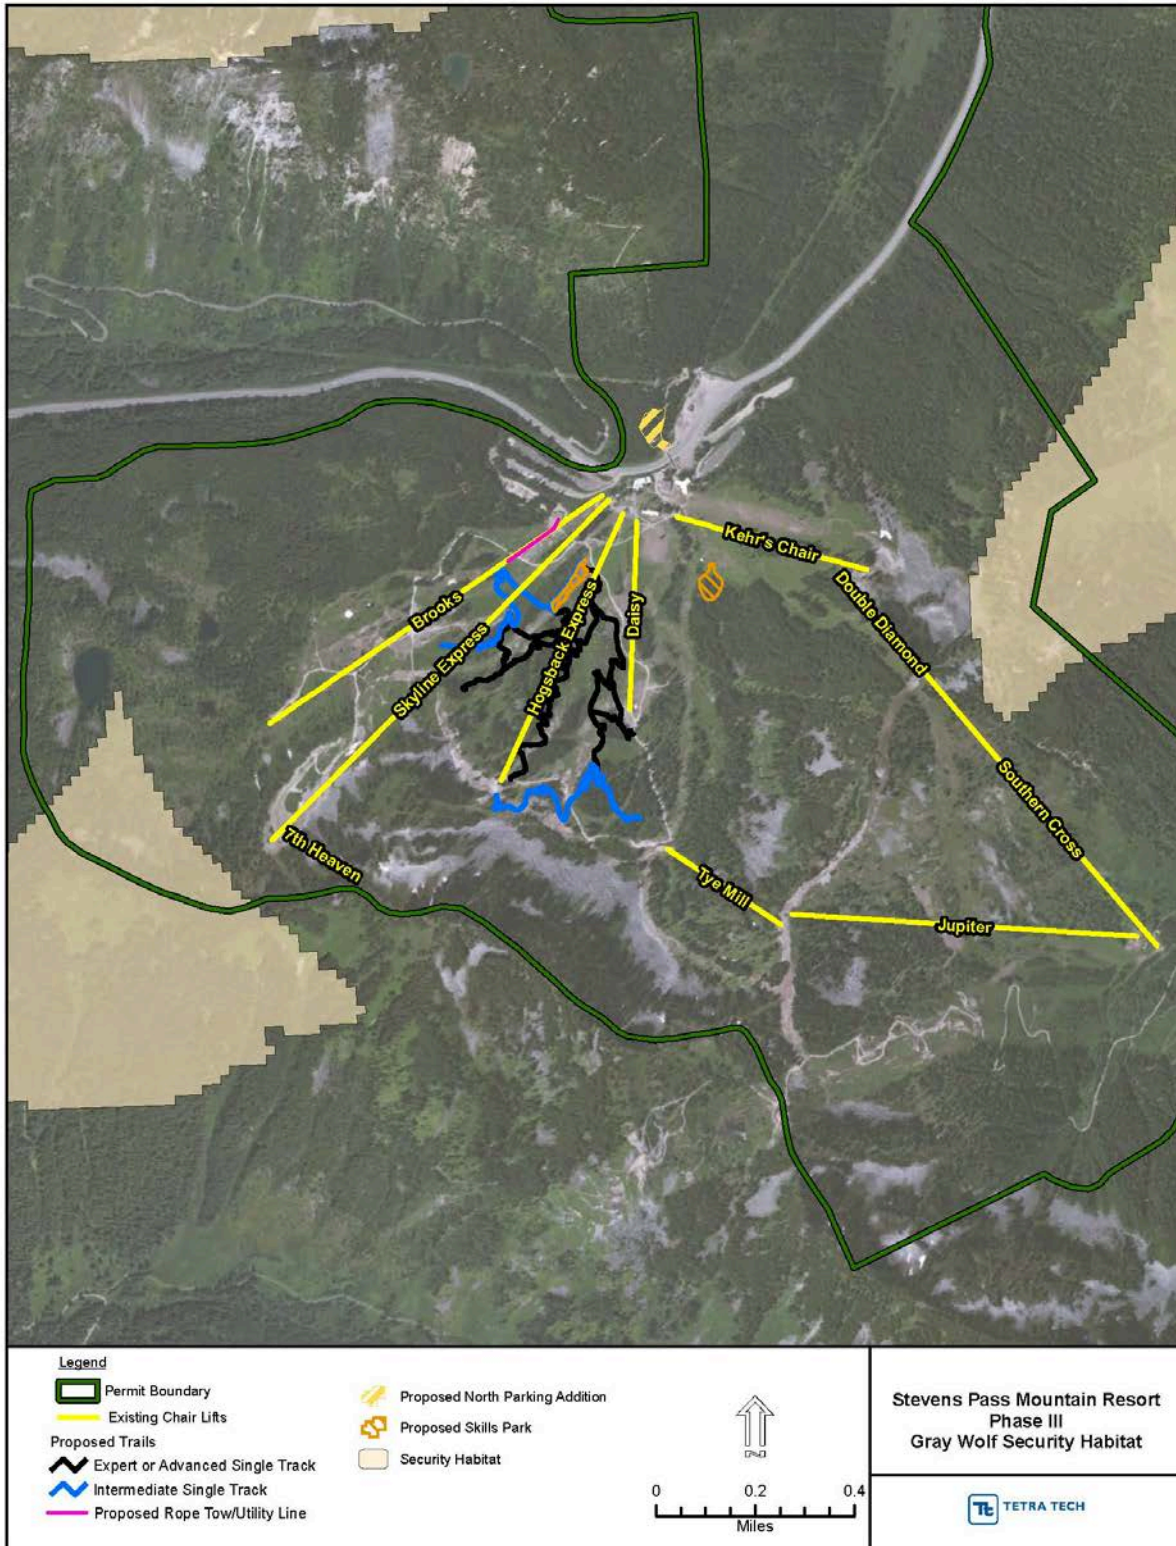 Kehr's Chair
Double Diamond
Brooks
Daisy
Hogsback Express
Skyline Express
Southern Cross
7th Heaven
Tye Mill
Jupiter
Legend
Permit Boundary
Existing Chair Lifts
Proposed Trails
Expert or Advanced Single Track
Intermediate Single Track
Proposed Rope Tow/Utility Line
Proposed North Parking Addition
Proposed Skills Park
Security Habitat
N
0 0.2 0.4
Miles
Stevens Pass Mountain Resort
Phase III
Gray Wolf Security Habitat
Tt TETRA TECH